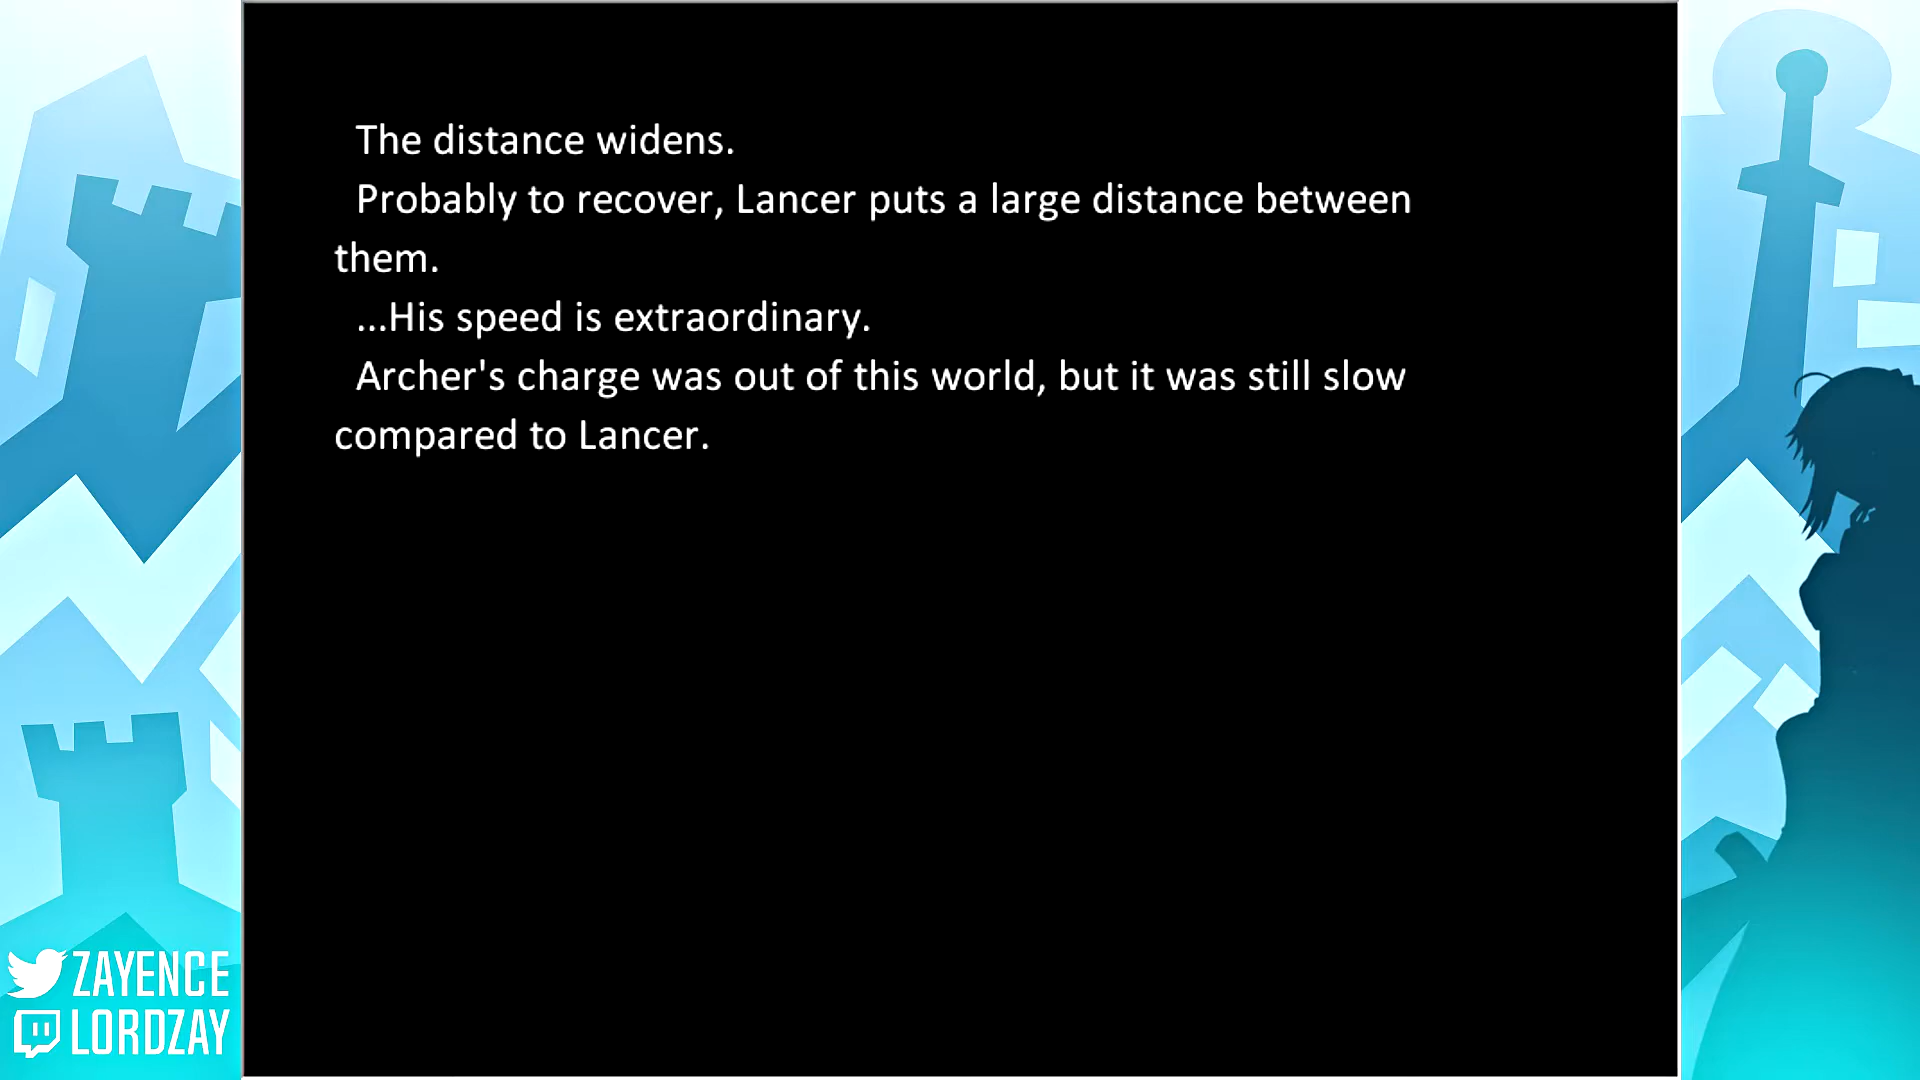 The distance widens.
Probably to recover, Lancer puts a large distance between
them.
...His speed is extraordinary.
Archer's charge was out of this world, but it was still slow
compared to Lancer.
ZAYENCE
LORDZAY